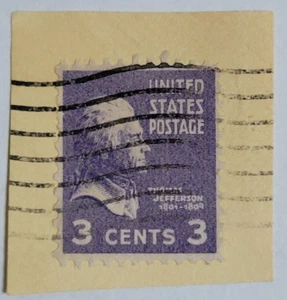 UNITED
STATES
POSTAGE
THOMAS
JEFFERSON
1801-1809
3 CENTS 3